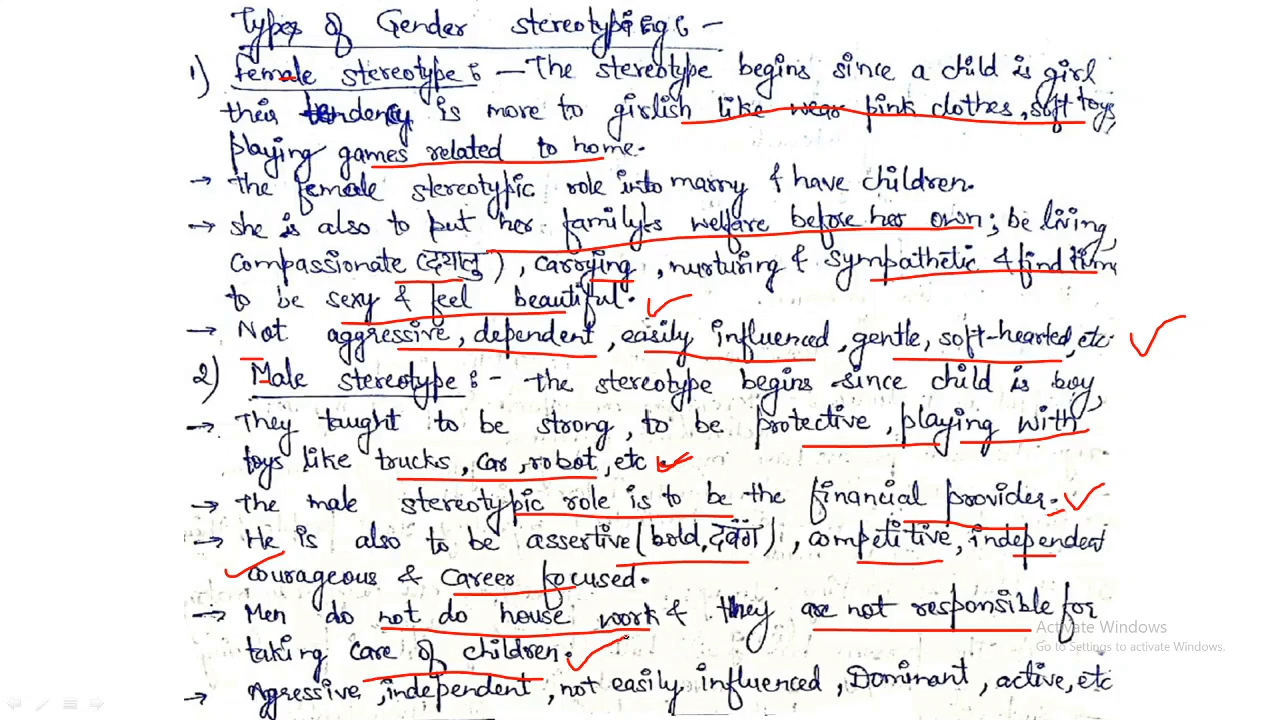 Types of Gender stereotyping :-
1) Female stereotype :- The stereotype begins since a child is girl
their tendency is more to girlish like wear pink clothes, soft toys,
playing games related to home.
→ The female stereotypic role is to marry & have children.
→ she is also to put her family's welfare before her own; be living,
compassionate (दयालु), carrying, nurturing & sympathetic & find time
to be sexy & feel beautiful.
→ Not aggressive, dependent, easily influenced, gentle, soft-hearted, etc.
2) Male stereotype :- The stereotype begins since child is boy,
→ They taught to be strong, to be protective, playing with
toys like trucks, car, robot, etc.
→ The male stereotypic role is to be the financial provider.
→ He is also to be assertive (bold, दबंग), competitive, independent
courageous & career focused.
→ Men do not do house work & they are not responsible for
taking care of children.
→ Agressive, independent, not easily influenced, Dominant, active, etc
Activate Windows
Go to Settings to activate Windows.